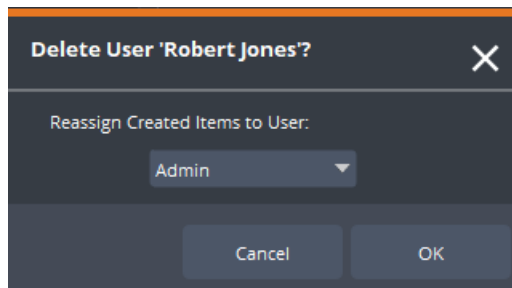 Delete User 'Robert Jones'?
Reassign Created Items to User:
Admin
Cancel OK